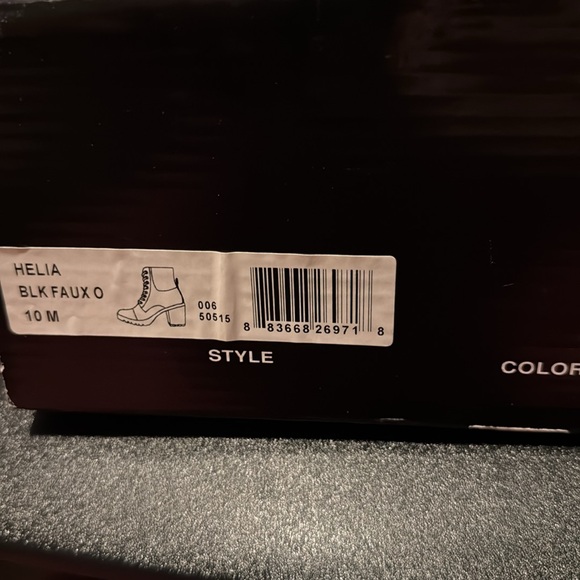 HELIA
BLK FAUX O
10 M
006
50515
8 83668 26971 8
STYLE
COLOR